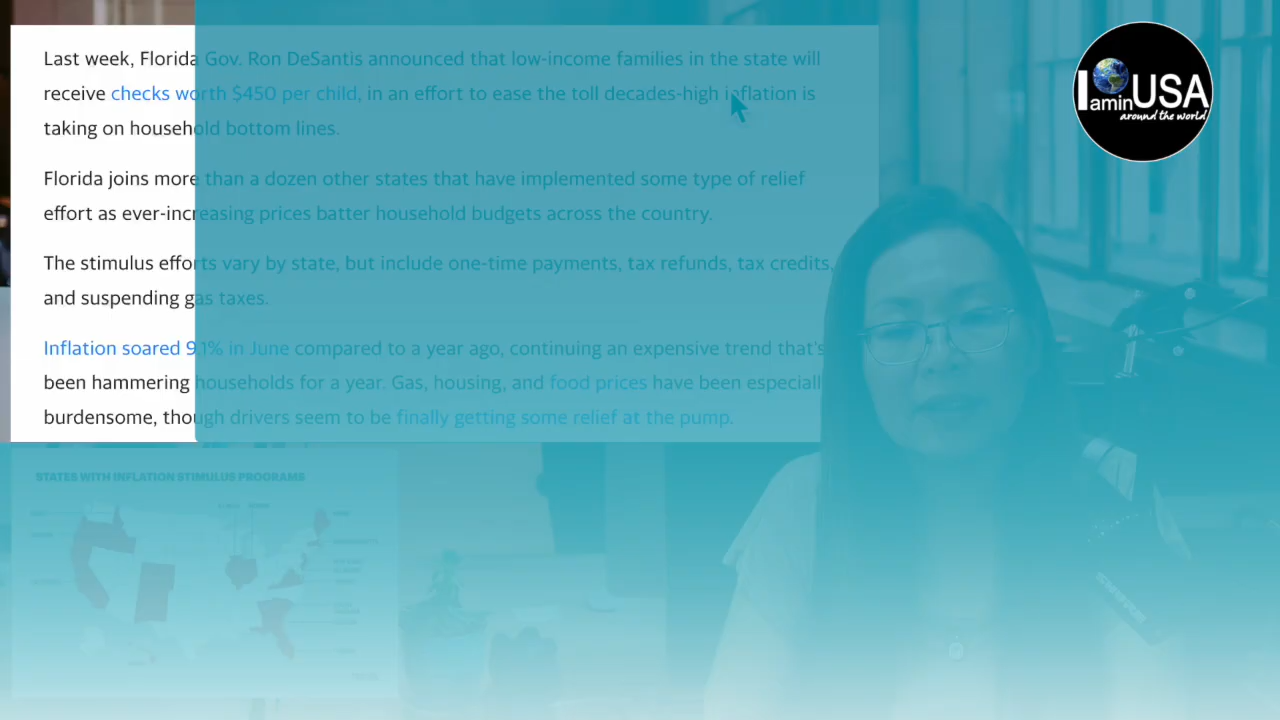 Last week, Florida Gov. Ron DeSantis announced that low-income families in the state will
receive checks worth $450 per child, in an effort to ease the toll decades-high inflation is
taking on household bottom lines.
Florida joins more than a dozen other states that have implemented some type of relief
effort as ever-increasing prices batter household budgets across the country.
The stimulus efforts vary by state, but include one-time payments, tax refunds, tax credits,
and suspending gas taxes.
Inflation soared 9.1% in June compared to a year ago, continuing an expensive trend that's
been hammering households for a year. Gas, housing, and food prices have been especiall
burdensome, though drivers seem to be finally getting some relief at the pump.
I aminUSA
around the world
STATES WITH INFLATION STIMULUS PROGRAMS